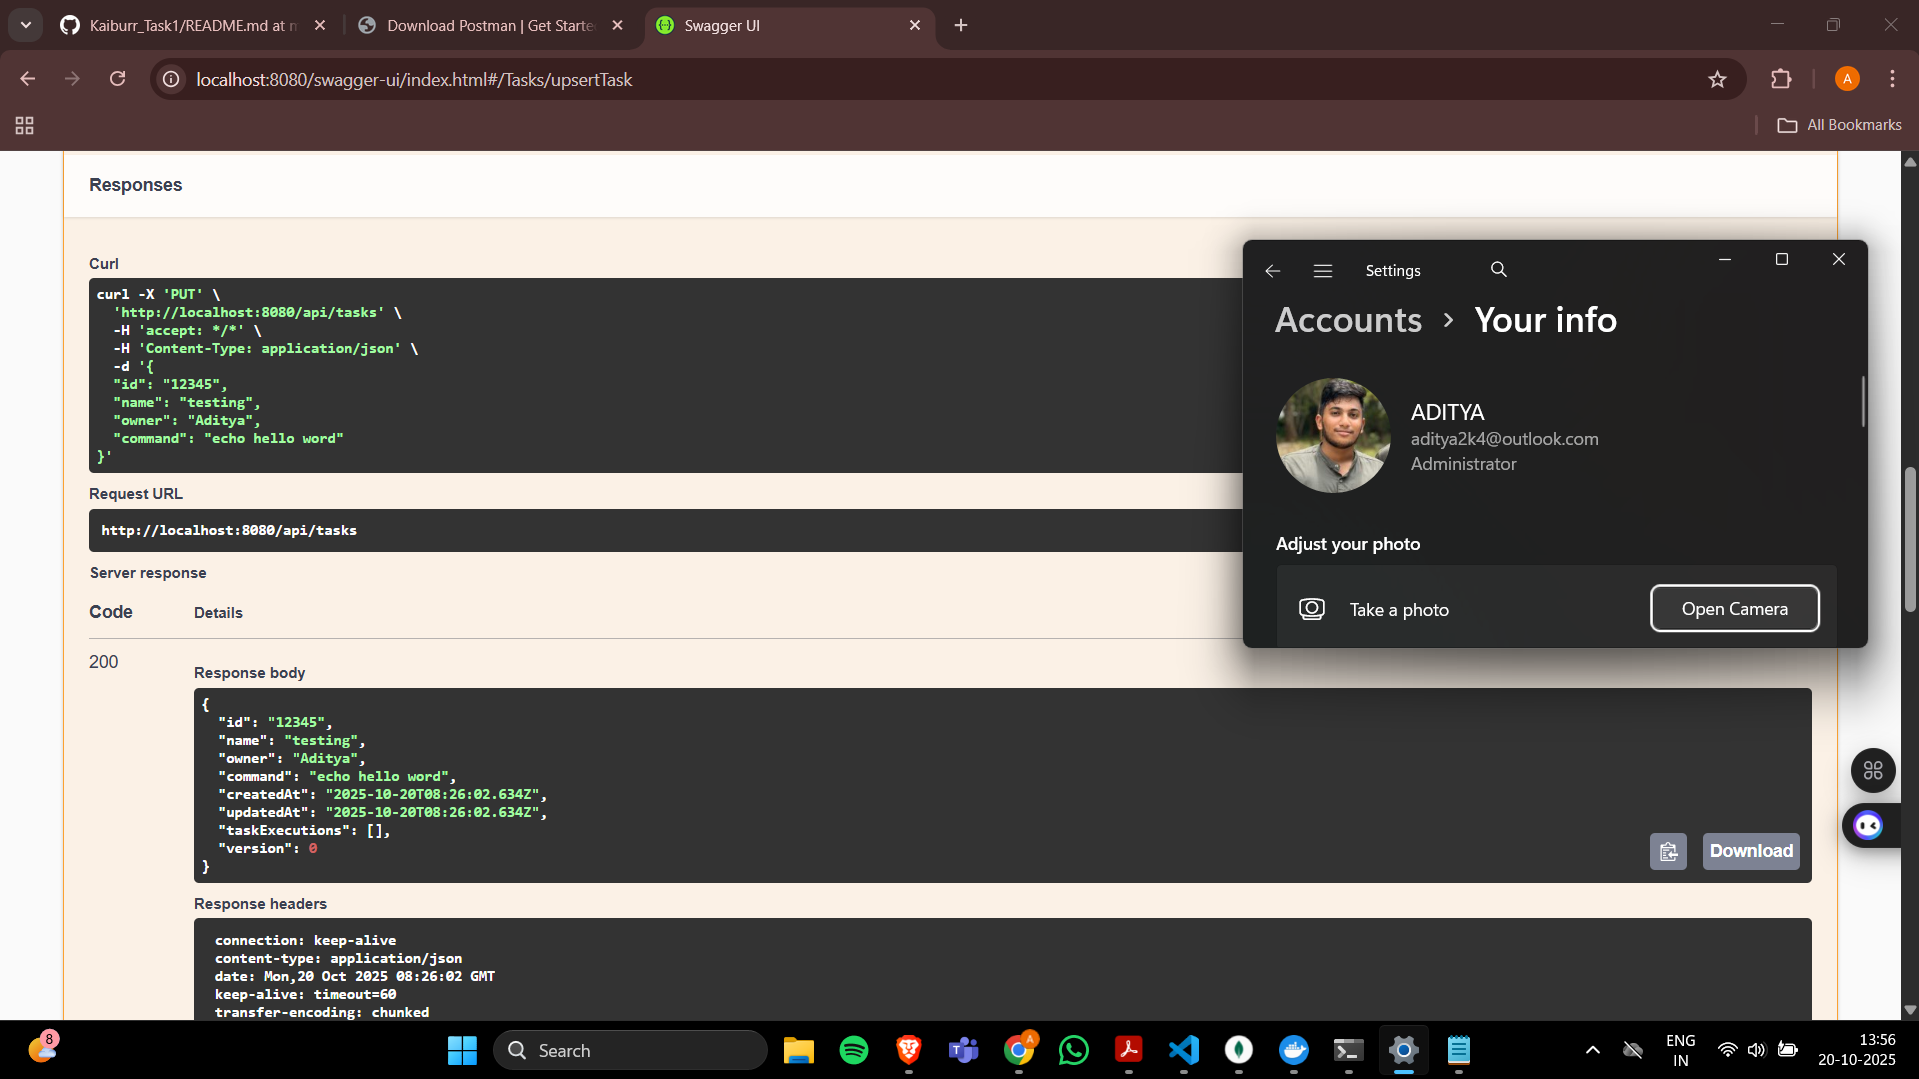 Kaiburr_Task1/README.md at m
Download Postman | Get Starte
Swagger UI
localhost:8080/swagger-ui/index.html#/Tasks/upsertTask
A
All Bookmarks
Responses
Curl
curl -X 'PUT' \
'http://localhost:8080/api/tasks' \
-H 'accept: */*' \
-H 'Content-Type: application/json' \
-d '{
"id": "12345",
"name": "testing",
"owner": "Aditya",
"command": "echo hello word"
}'
Request URL
http://localhost:8080/api/tasks
Server response
Code
Details
200
Response body
{
"id": "12345",
"name": "testing",
"owner": "Aditya",
"command": "echo hello word",
"createdAt": "2025-10-20T08:26:02.634Z",
"updatedAt": "2025-10-20T08:26:02.634Z",
"taskExecutions": [],
"version": 0
}
Download
Response headers
connection: keep-alive
content-type: application/json
date: Mon,20 Oct 2025 08:26:02 GMT
keep-alive: timeout=60
transfer-encoding: chunked
Settings
Accounts > Your info
ADITYA
aditya2k4@outlook.com
Administrator
Adjust your photo
Take a photo
Open Camera
8
Search
A
ENG
IN
13:56
20-10-2025